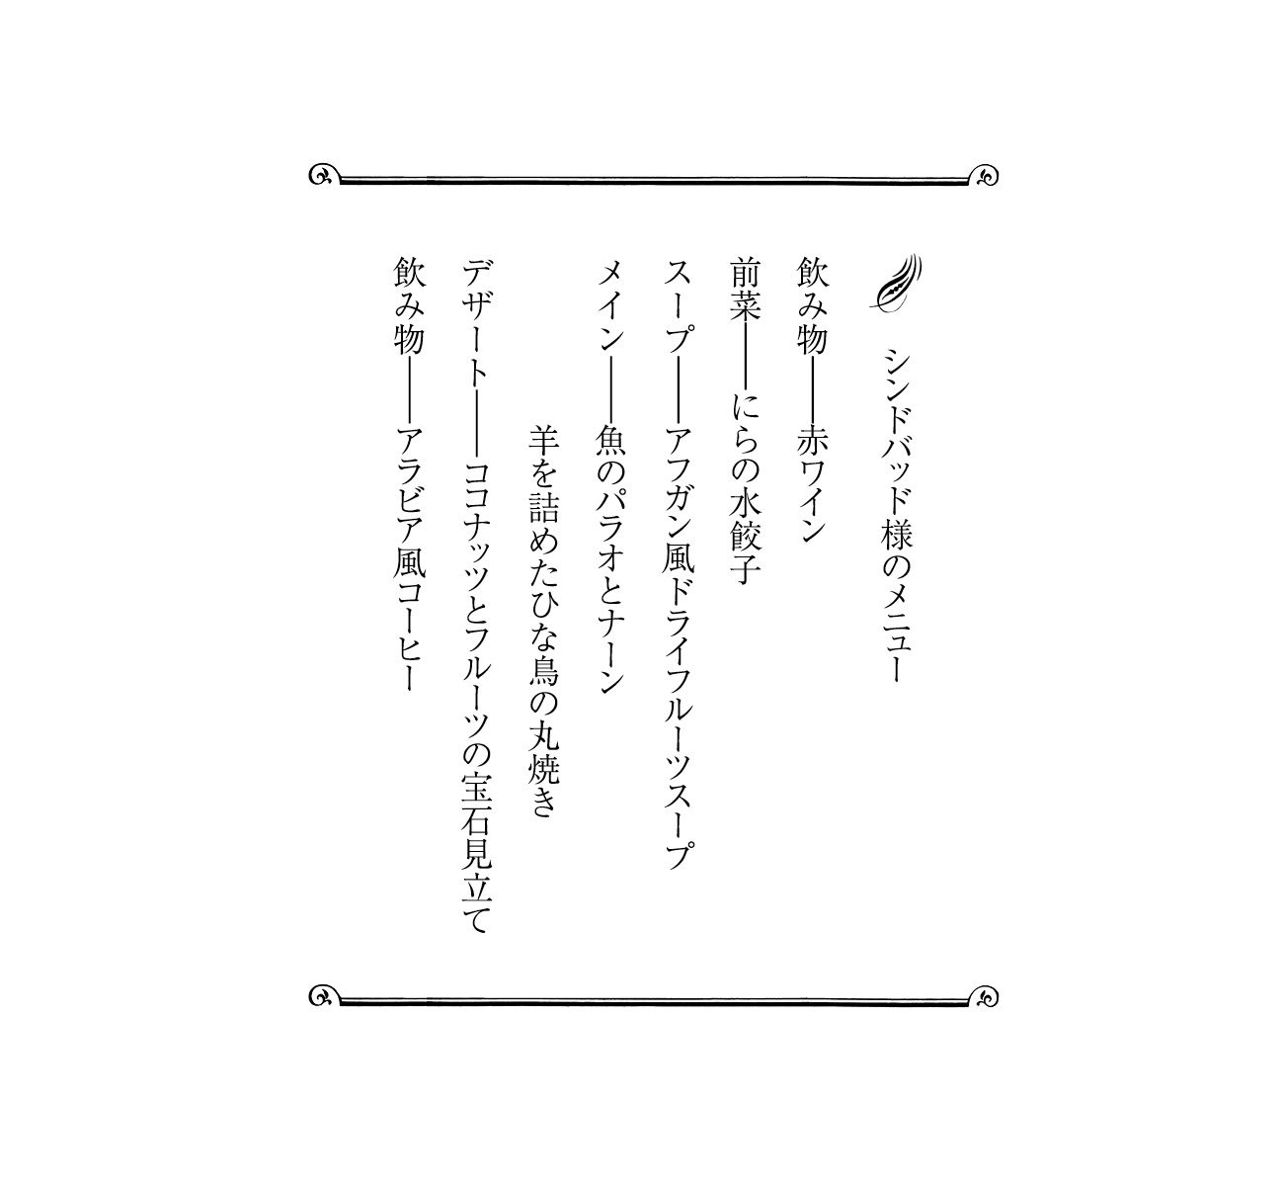 シンドバッド様のメニュー
飲み物――赤ワイン
前菜――にらの水餃子
スープ――アフガン風ドライフルーツスープ
メイン――魚のパラオとナーン
羊を詰めたひな鳥の丸焼き
デザート――ココナッツとフルーツの宝石見立て
飲み物――アラビア風コーヒー